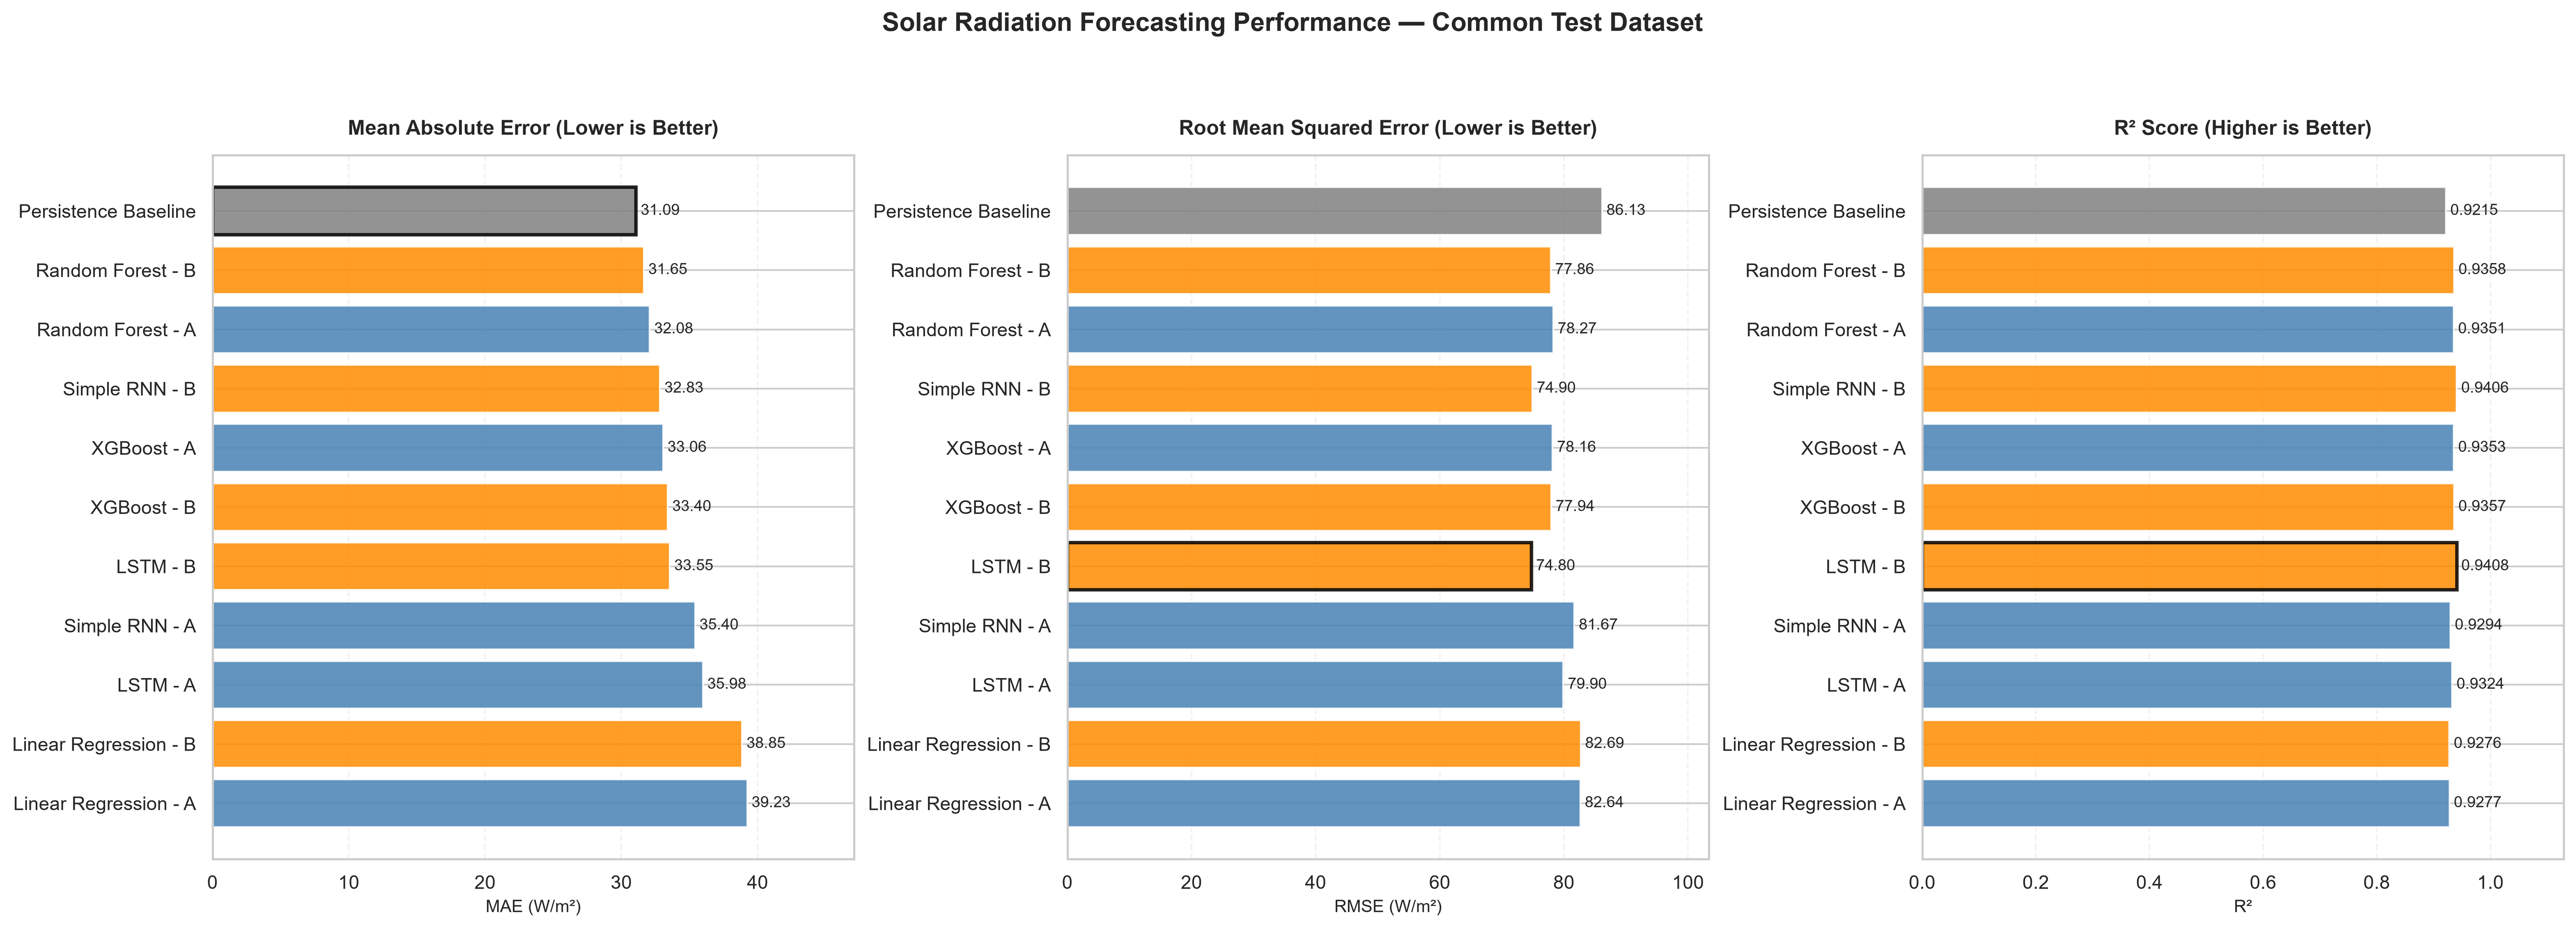 Solar Radiation Forecasting Performance — Common Test Dataset
Mean Absolute Error (Lower is Better)
Persistence Baseline 31.09
Random Forest - B 31.65
Random Forest - A 32.08
Simple RNN - B 32.83
XGBoost - A 33.06
XGBoost - B 33.40
LSTM - B 33.55
Simple RNN - A 35.40
LSTM - A 35.98
Linear Regression - B 38.85
Linear Regression - A 39.23
0 10 20 30 40
MAE (W/m²)
Root Mean Squared Error (Lower is Better)
Persistence Baseline 86.13
Random Forest - B 77.86
Random Forest - A 78.27
Simple RNN - B 74.90
XGBoost - A 78.16
XGBoost - B 77.94
LSTM - B 74.80
Simple RNN - A 81.67
LSTM - A 79.90
Linear Regression - B 82.69
Linear Regression - A 82.64
0 20 40 60 80 100
RMSE (W/m²)
R² Score (Higher is Better)
Persistence Baseline 0.9215
Random Forest - B 0.9358
Random Forest - A 0.9351
Simple RNN - B 0.9406
XGBoost - A 0.9353
XGBoost - B 0.9357
LSTM - B 0.9408
Simple RNN - A 0.9294
LSTM - A 0.9324
Linear Regression - B 0.9276
Linear Regression - A 0.9277
0.0 0.2 0.4 0.6 0.8 1.0
R²